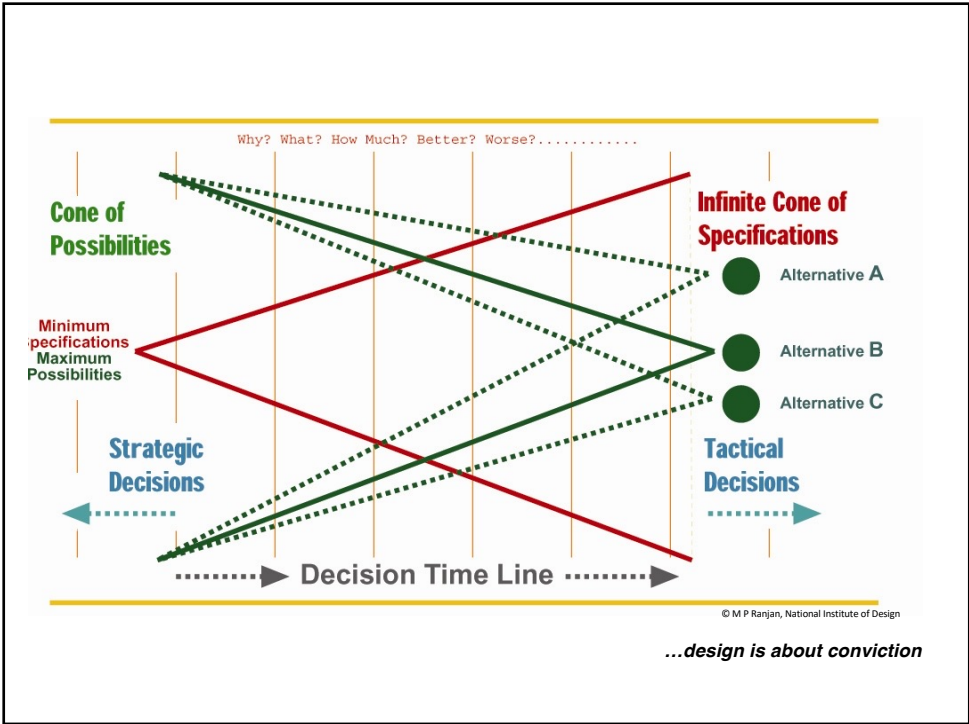 Why? What? How Much? Better? Worse?............
Cone of
Possibilities
Infinite Cone of
Specifications
Alternative A
Minimum
pecifications
Maximum
Possibilities
Alternative B
Alternative C
Strategic
Decisions
Tactical
Decisions
Decision Time Line
© M P Ranjan, National Institute of Design
...design is about conviction